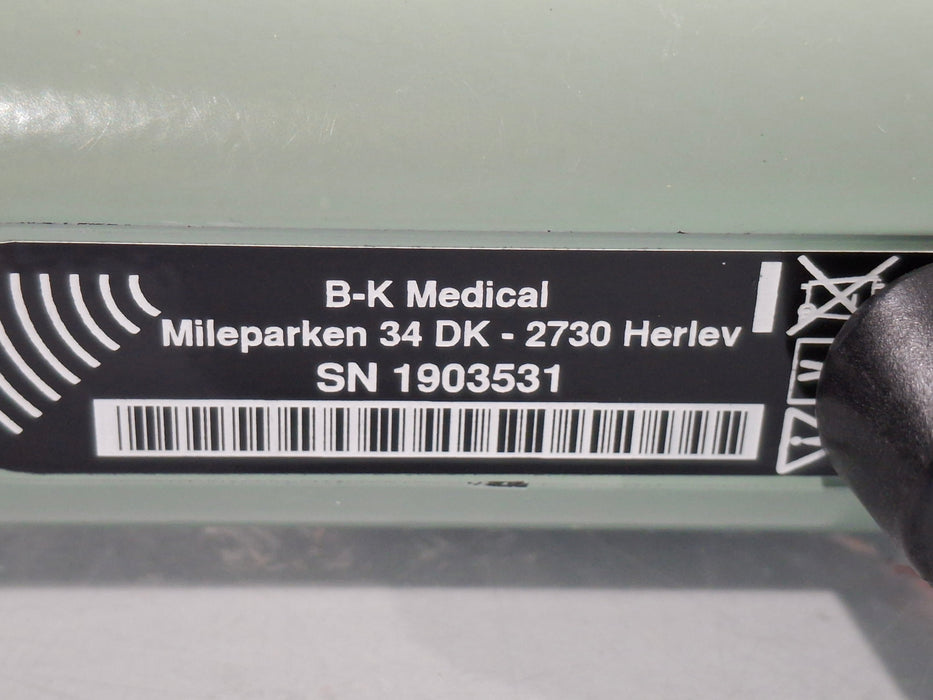 B-K Medical
Mileparken 34 DK - 2730 Herlev
SN 1903531